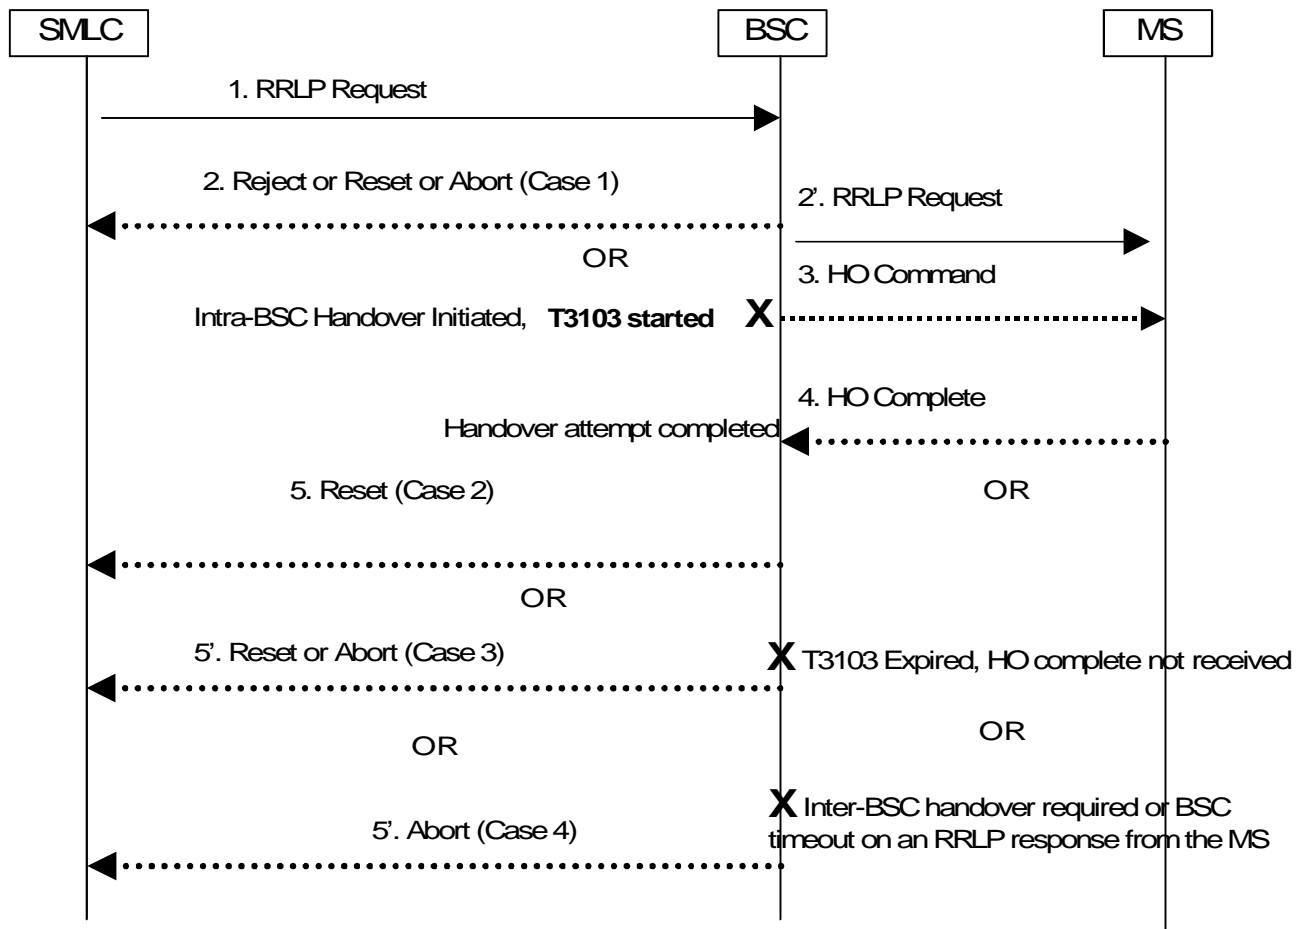 SMLC
BSC
MS
1. RRLP Request
2. Reject or Reset or Abort (Case 1)
2'. RRLP Request
OR
3. HO Command
Intra-BSC Handover Initiated, T3103 started X
4. HO Complete
Handover attempt completed
5. Reset (Case 2)
OR
OR
5'. Reset or Abort (Case 3)
X T3103 Expired, HO complete not received
OR
OR
X Inter-BSC handover required or BSC
timeout on an RRLP response from the MS
5'. Abort (Case 4)